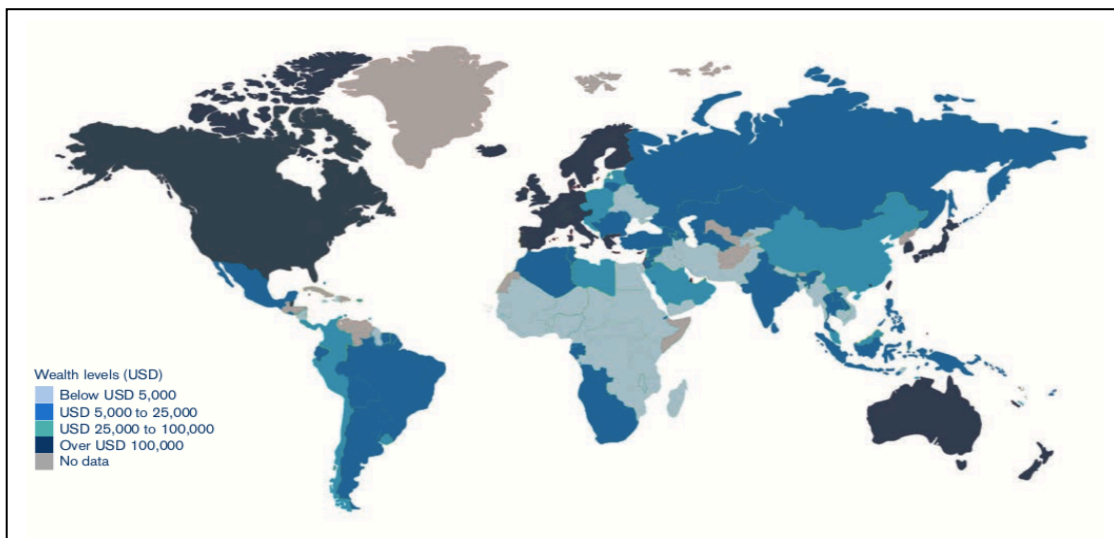 Wealth levels (USD)
Below USD 5,000
USD 5,000 to 25,000
USD 25,000 to 100,000
Over USD 100,000
No data